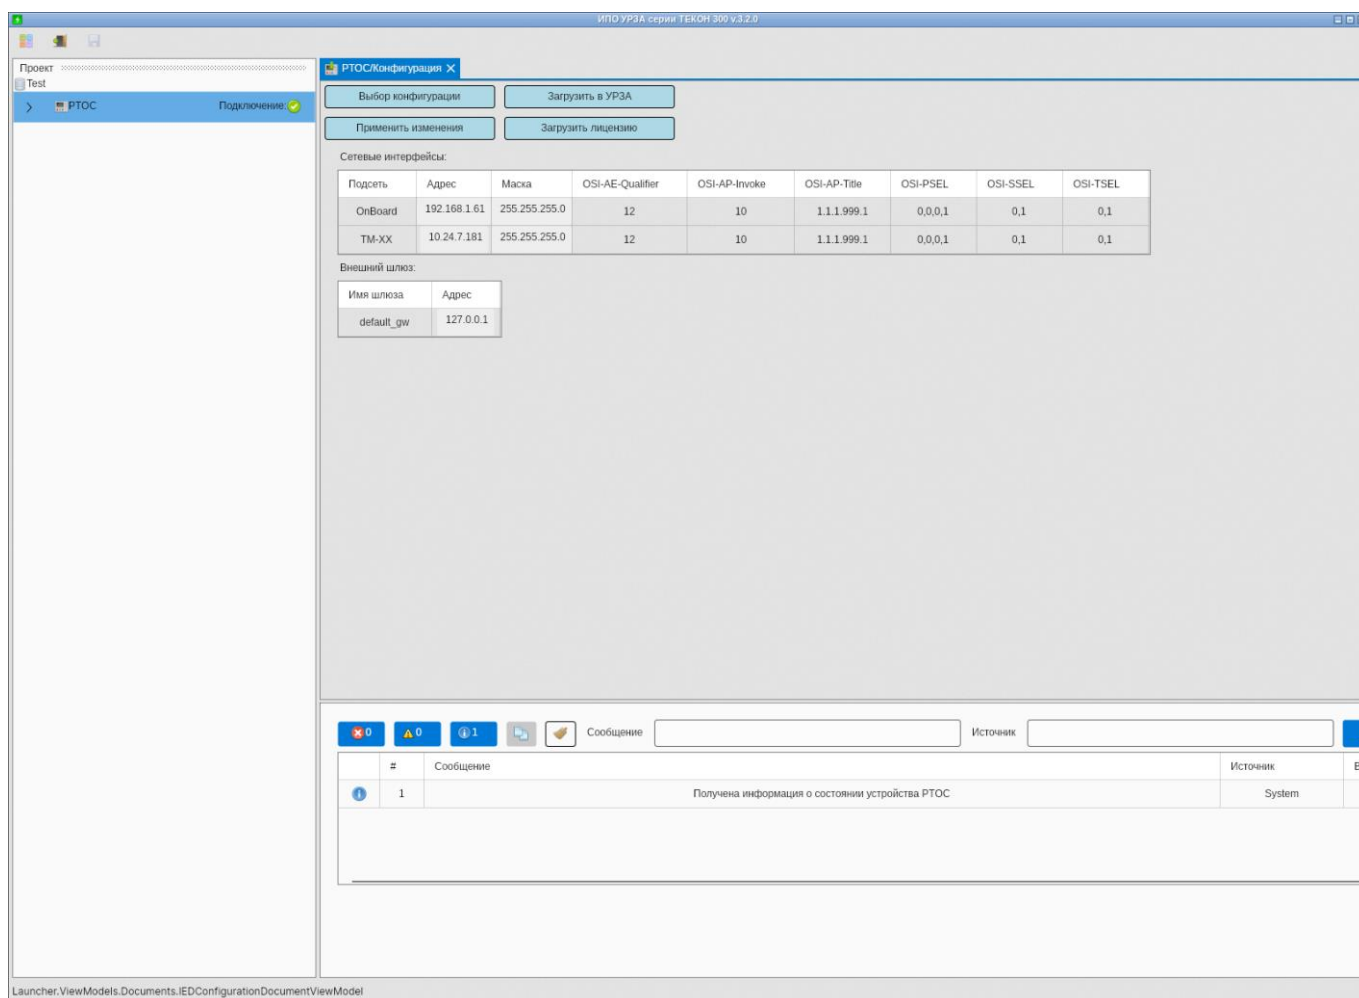 ИПО УРЗА серии ТЕКОН 300 v.3.2.0
Проект
Test
РТОС Подключение:
РТОС/Конфигурация
Выбор конфигурации Загрузить в УРЗА
Применить изменения Загрузить лицензию
Сетевые интерфейсы:
Подсеть Адрес Маска OSI-AE-Qualifier OSI-AP-Invoke OSI-AP-Title OSI-PSEL OSI-SSEL OSI-TSEL
OnBoard 192.168.1.61 255.255.255.0 12 10 1.1.1.999.1 0,0,0,1 0,1 0,1
TM-XX 10.24.7.181 255.255.255.0 12 10 1.1.1.999.1 0,0,0,1 0,1 0,1
Внешний шлюз:
Имя шлюза Адрес
default_gw 127.0.0.1
0 0 1 Сообщение Источник
# Сообщение Источник
1 Получена информация о состоянии устройства РТОС System
Launcher.ViewModels.Documents.IEDConfigurationDocumentViewModel